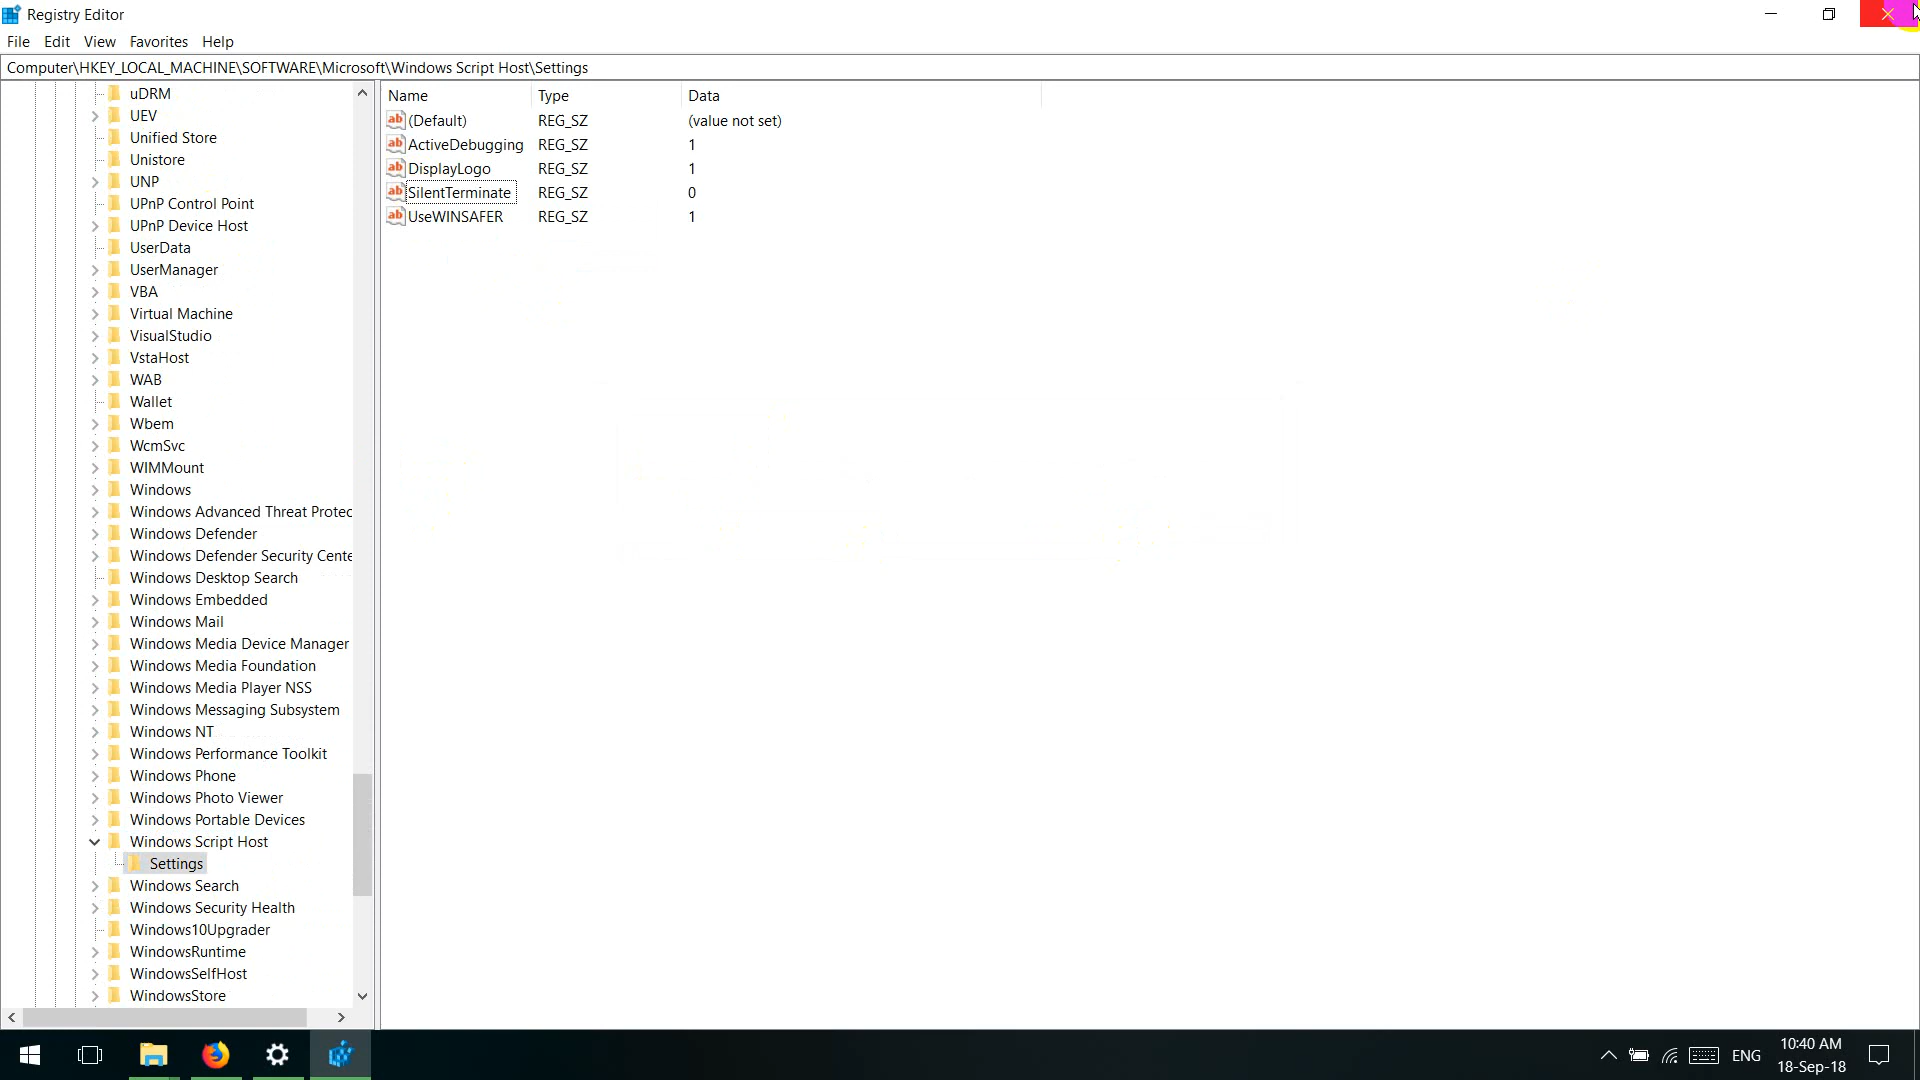 Registry Editor
File Edit View Favorites Help
Computer\HKEY_LOCAL_MACHINE\SOFTWARE\Microsoft\Windows Script Host\Settings
uDRM
UEV
Unified Store
Unistore
UNP
UPnP Control Point
UPnP Device Host
UserData
UserManager
VBA
Virtual Machine
VisualStudio
VstaHost
WAB
Wallet
Wbem
WcmSvc
WIMMount
Windows
Windows Advanced Threat Protec
Windows Defender
Windows Defender Security Cente
Windows Desktop Search
Windows Embedded
Windows Mail
Windows Media Device Manager
Windows Media Foundation
Windows Media Player NSS
Windows Messaging Subsystem
Windows NT
Windows Performance Toolkit
Windows Phone
Windows Photo Viewer
Windows Portable Devices
Windows Script Host
Settings
Windows Search
Windows Security Health
Windows10Upgrader
WindowsRuntime
WindowsSelfHost
WindowsStore
Name Type Data
ab (Default) REG_SZ (value not set)
ab ActiveDebugging REG_SZ 1
ab DisplayLogo REG_SZ 1
ab SilentTerminate REG_SZ 0
ab UseWINSAFER REG_SZ 1
ENG
10:40 AM
18-Sep-18